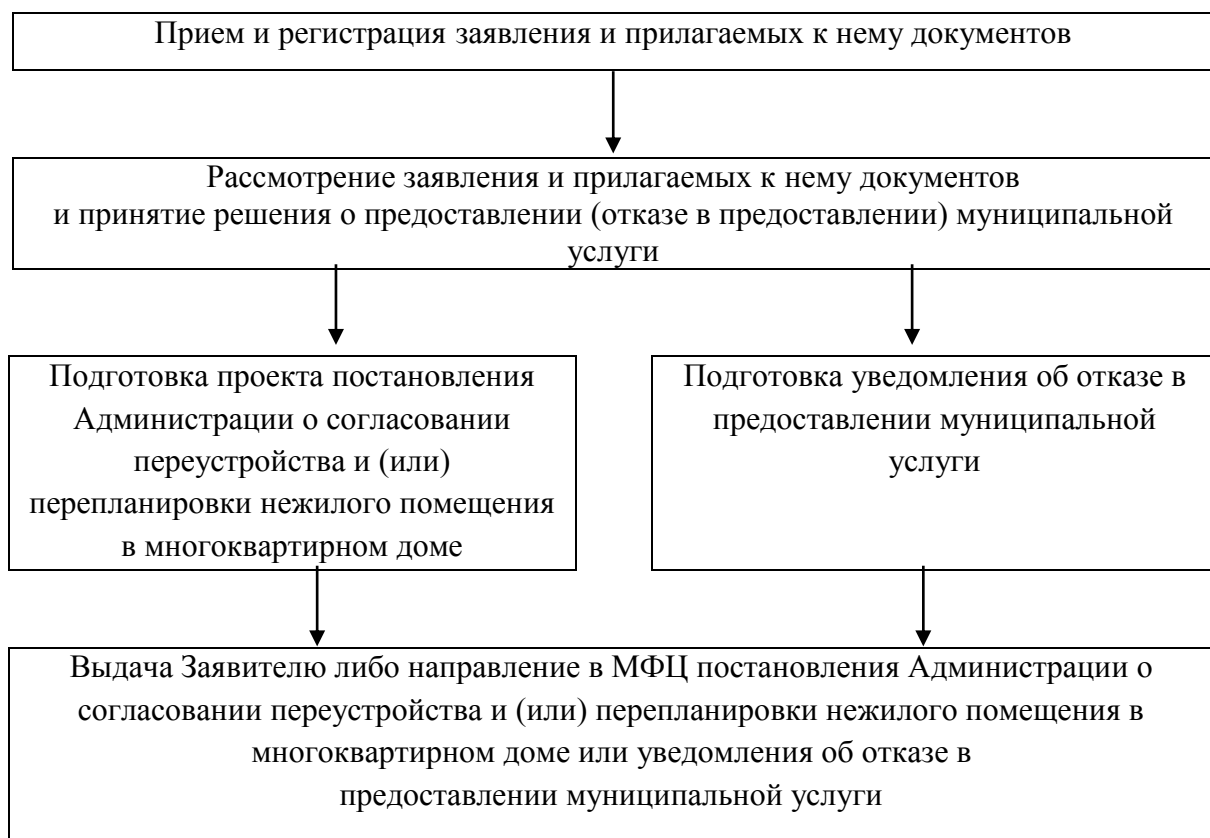 Прием и регистрация заявления и прилагаемых к нему документов
Рассмотрение заявления и прилагаемых к нему документов
и принятие решения о предоставлении (отказе в предоставлении) муниципальной
услуги
Подготовка проекта постановления
Администрации о согласовании
переустройства и (или)
перепланировки нежилого помещения
в многоквартирном доме
Подготовка уведомления об отказе в
предоставлении муниципальной
услуги
Выдача Заявителю либо направление в МФЦ постановления Администрации о
согласовании переустройства и (или) перепланировки нежилого помещения в
многоквартирном доме или уведомления об отказе в
предоставлении муниципальной услуги